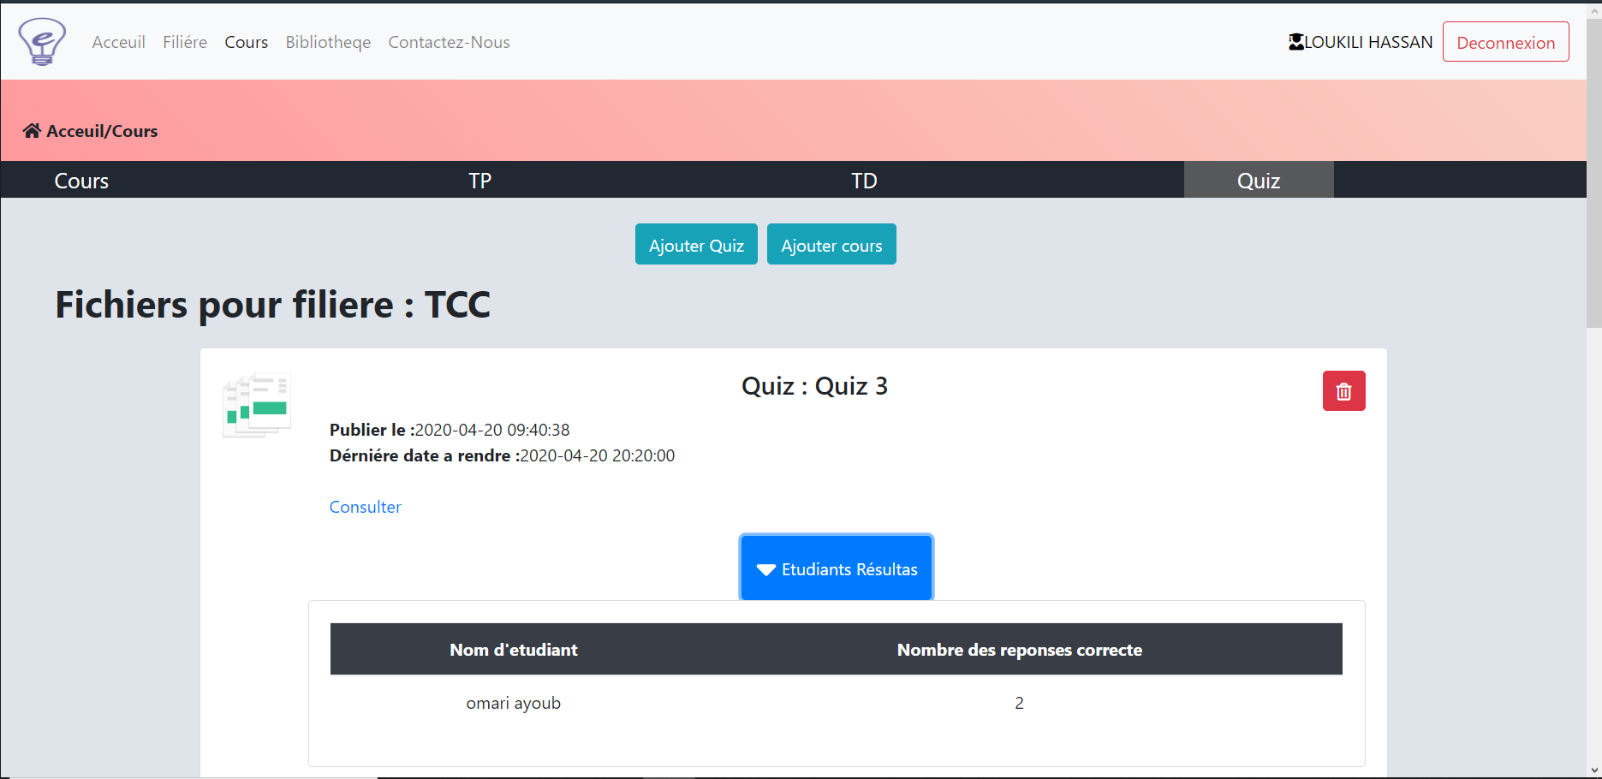 e
Acceuil Filiére Cours Bibliotheqe Contactez-Nous LOUKILI HASSAN Deconnexion
Acceuil/Cours
Cours TP TD Quiz
Ajouter Quiz Ajouter cours
Fichiers pour filiere : TCC
Quiz : Quiz 3
Publier le :2020-04-20 09:40:38
Dérniére date a rendre :2020-04-20 20:20:00
Consulter
Etudiants Résultas
Nom d'etudiant Nombre des reponses correcte
omari ayoub 2